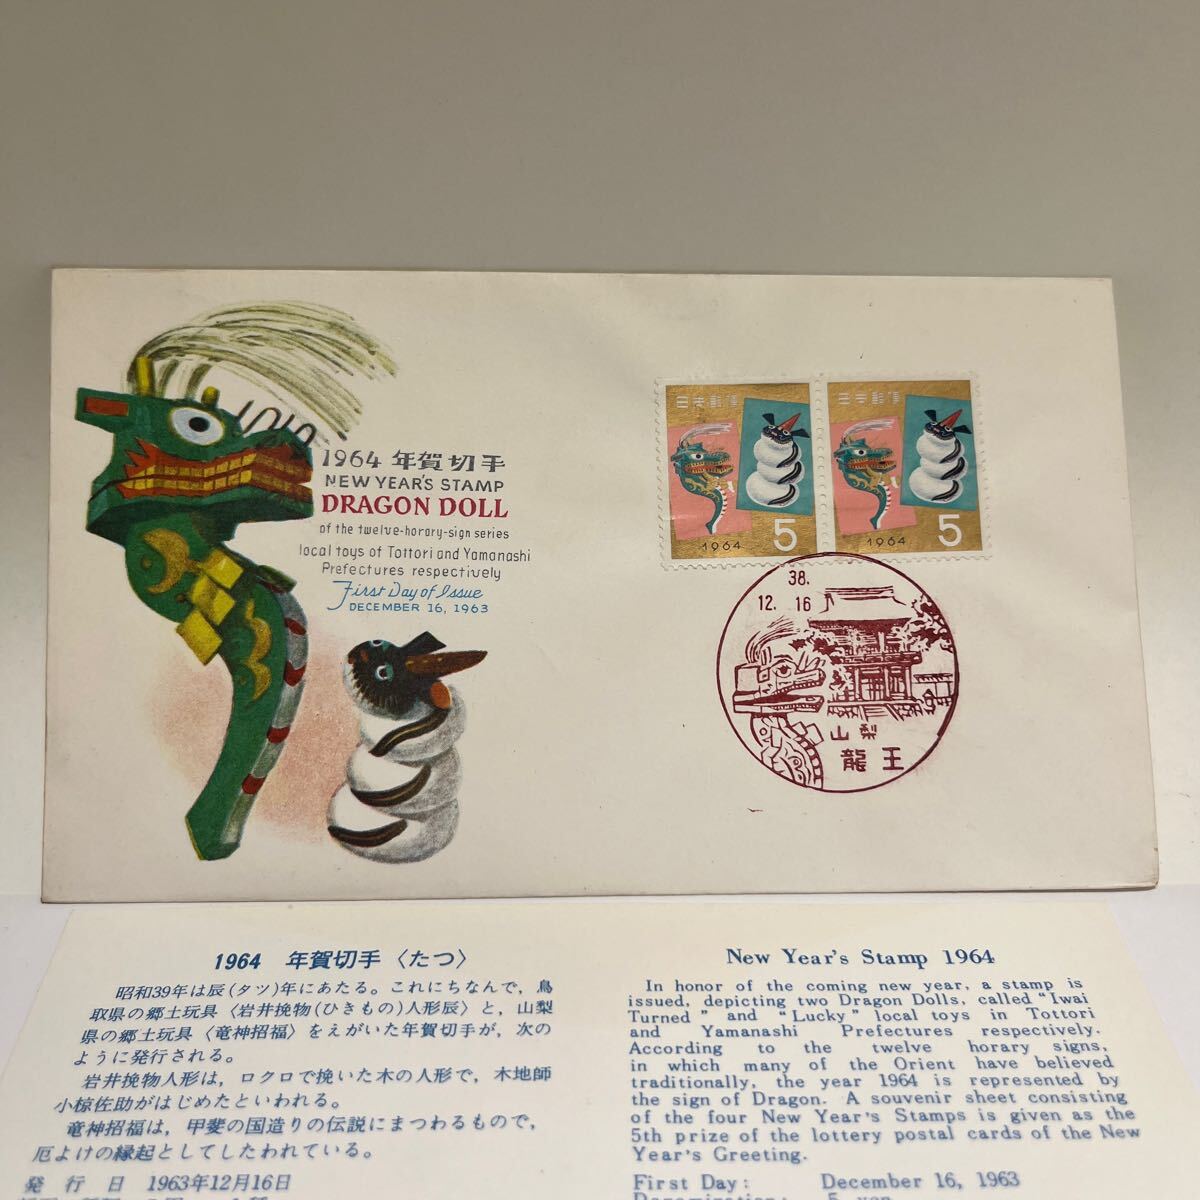 1964 年賀切手
NEW YEAR'S STAMP
DRAGON DOLL
of the twelve-horary-sign series
local toys of Tottori and Yamanashi
Prefectures respectively
First Day of Issue
DECEMBER 16, 1963
日本郵便
1964
5
日本郵便
1964
5
38.
12. 16
山梨
龍王
1964 年賀切手〈たつ〉
昭和39年は辰(タツ)年にあたる。これにちなんで，鳥
取県の郷土玩具〈岩井挽物(ひきもの)人形辰〉と，山梨
県の郷土玩具〈竜神招福〉をえがいた年賀切手が，次の
ように発行される。
岩井挽物人形は，ロクロで挽いた木の人形で，木地師
小椋佐助がはじめたといわれる。
竜神招福は，甲斐の国造りの伝説にまつわるもので，
厄よけの縁起としてしたわれている。
発行日 1963年12月16日
New Year's Stamp 1964
In honor of the coming new year, a stamp is
issued, depicting two Dragon Dolls, called "Iwai
Turned" and "Lucky" local toys in Tottori
and Yamanashi Prefectures respectively.
According to the twelve horary signs,
in which many of the Orient have believed
traditionally, the year 1964 is represented by
the sign of Dragon. A souvenir sheet consisting
of the four New Year's Stamps is given as the
5th prize of the lottery postal cards of the New
Year's Greeting.
First Day: December 16, 1963
Denomination: 5 yen